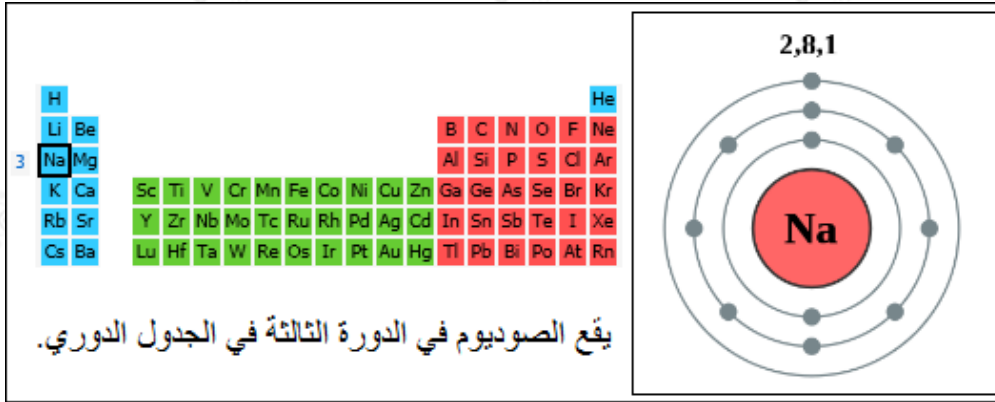 H He
Li Be B C N O F Ne
3 Na Mg Al Si P S Cl Ar
K Ca Sc Ti V Cr Mn Fe Co Ni Cu Zn Ga Ge As Se Br Kr
Rb Sr Y Zr Nb Mo Tc Ru Rh Pd Ag Cd In Sn Sb Te I Xe
Cs Ba Lu Hf Ta W Re Os Ir Pt Au Hg Tl Pb Bi Po At Rn
يقع الصوديوم في الدورة الثالثة في الجدول الدوري.
2,8,1
Na